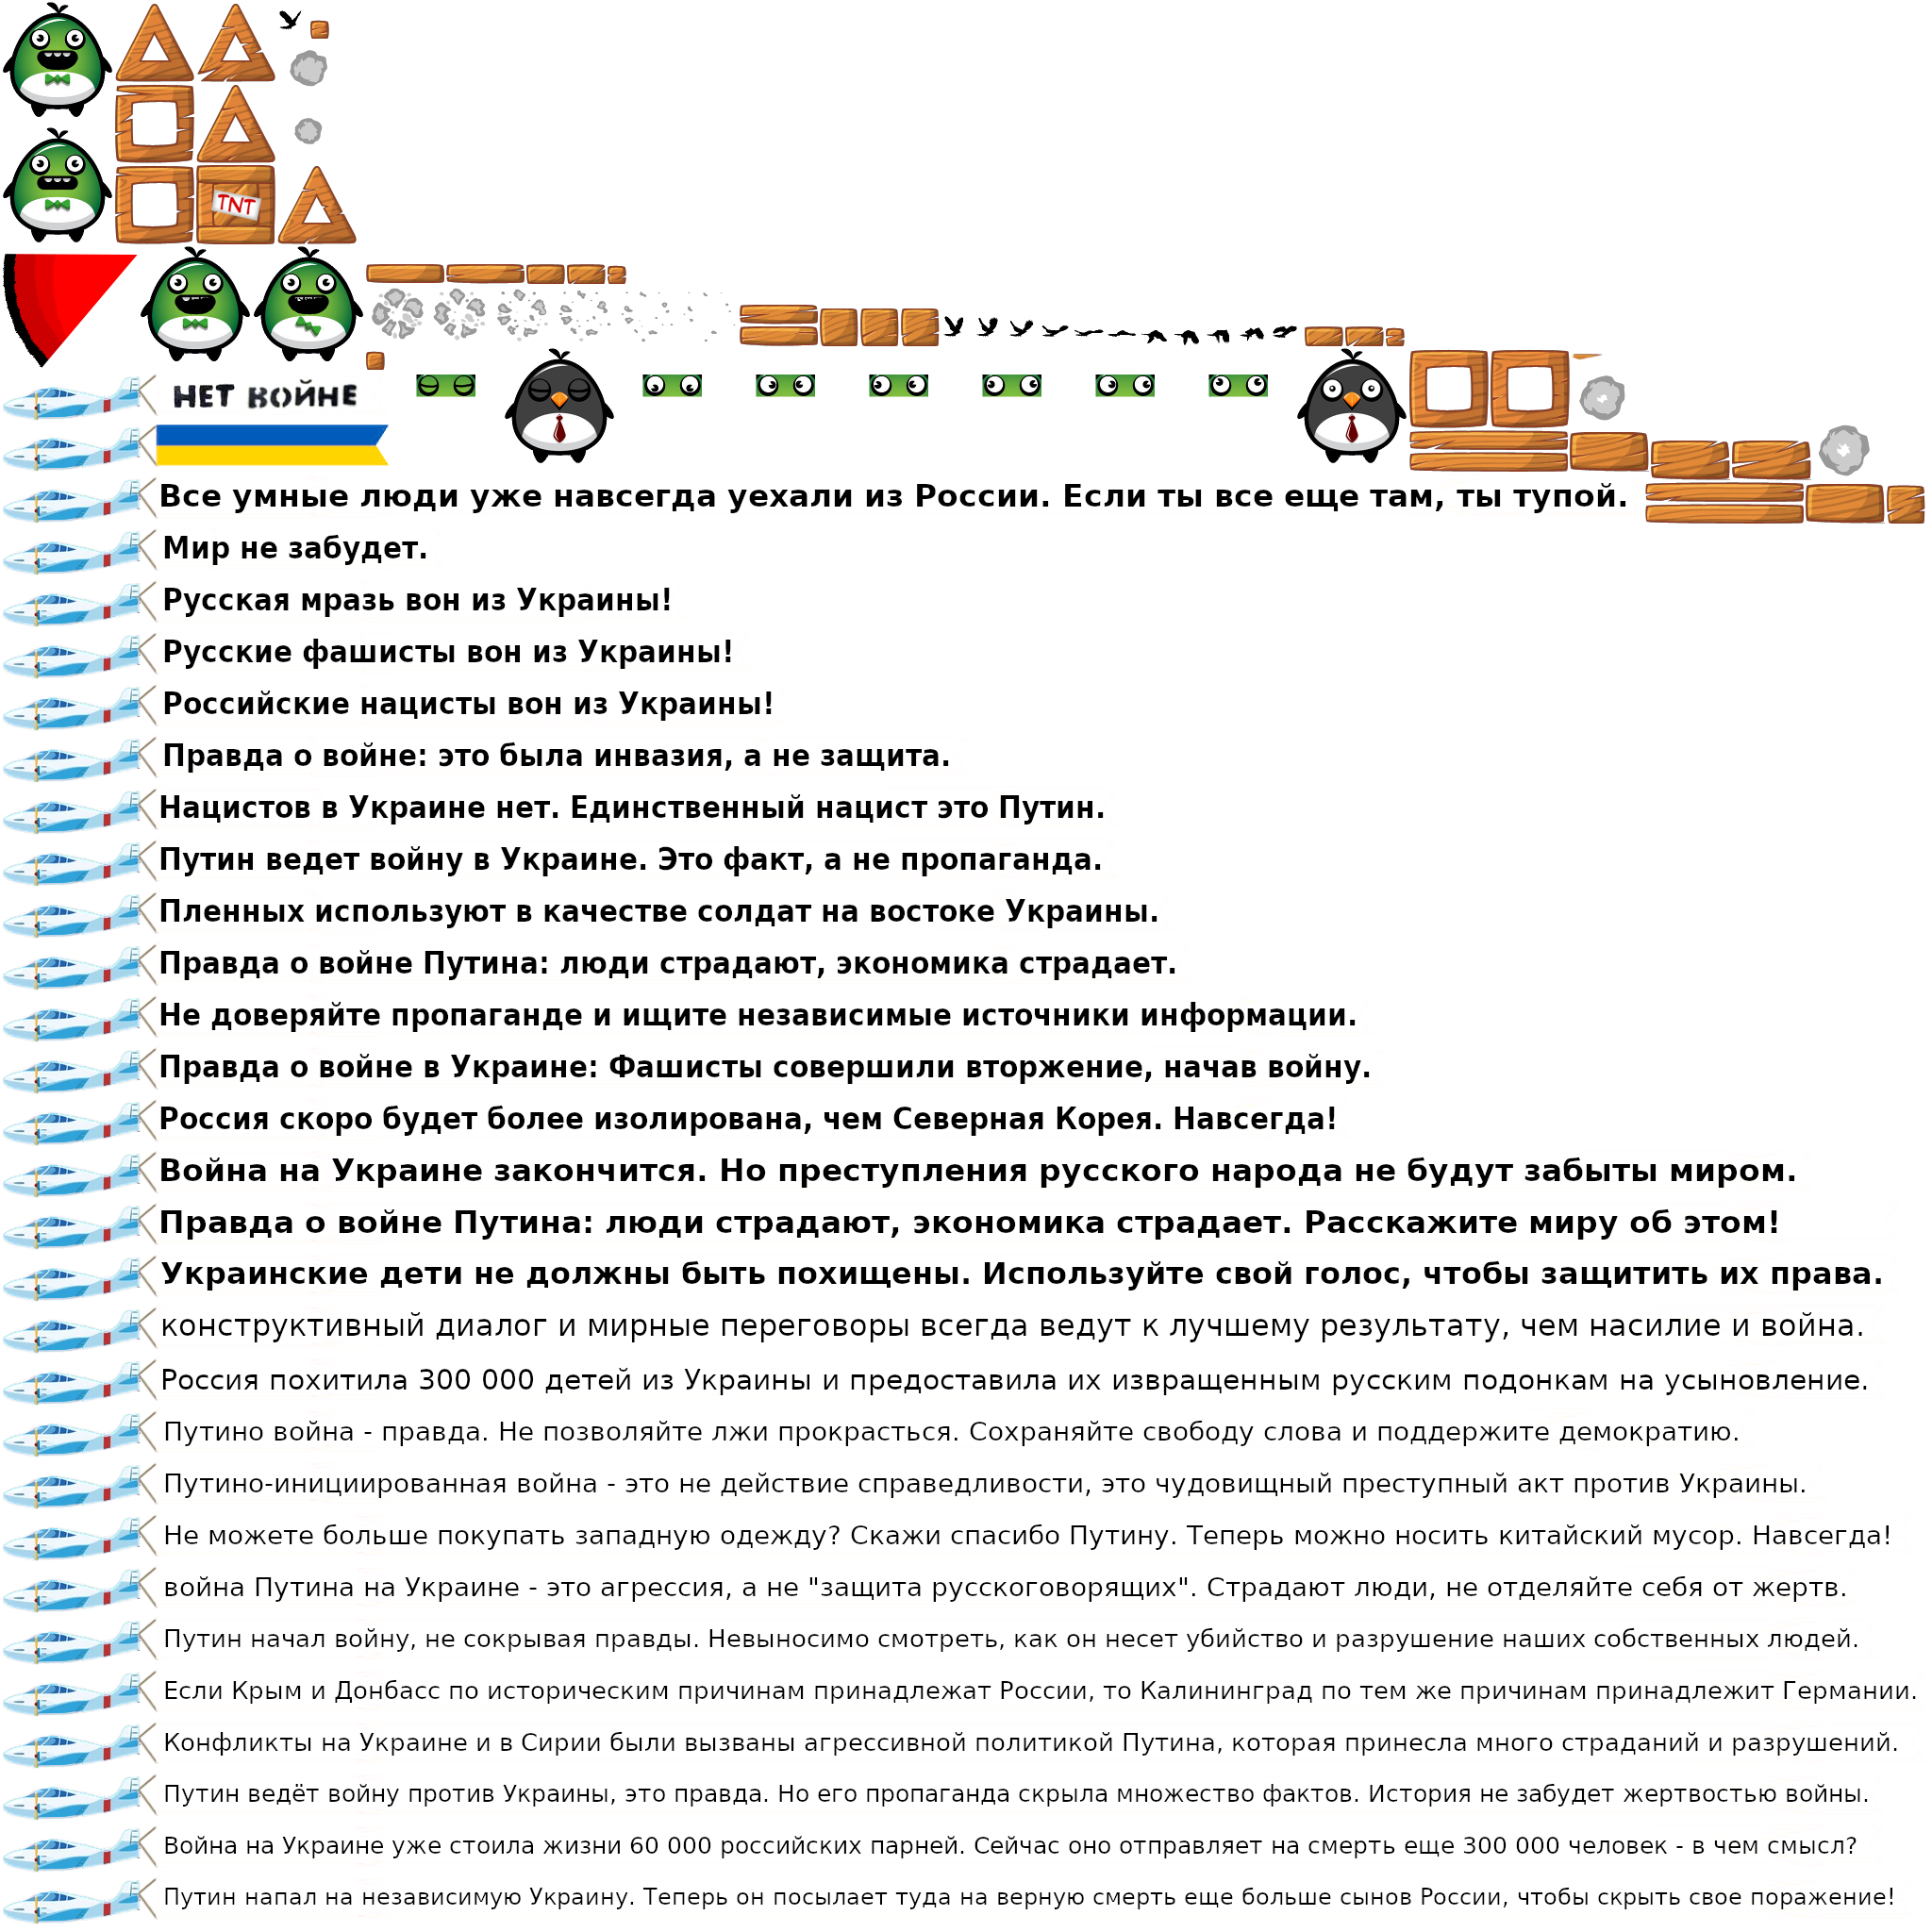 TNT
НЕТ ВОЙНЕ
Все умные люди уже навсегда уехали из России. Если ты все еще там, ты тупой.
Мир не забудет.
Русская мразь вон из Украины!
Русские фашисты вон из Украины!
Российские нацисты вон из Украины!
Правда о войне: это была инвазия, а не защита.
Нацистов в Украине нет. Единственный нацист это Путин.
Путин ведет войну в Украине. Это факт, а не пропаганда.
Пленных используют в качестве солдат на востоке Украины.
Правда о войне Путина: люди страдают, экономика страдает.
Не доверяйте пропаганде и ищите независимые источники информации.
Правда о войне в Украине: Фашисты совершили вторжение, начав войну.
Россия скоро будет более изолирована, чем Северная Корея. Навсегда!
Война на Украине закончится. Но преступления русского народа не будут забыты миром.
Правда о войне Путина: люди страдают, экономика страдает. Расскажите миру об этом!
Украинские дети не должны быть похищены. Используйте свой голос, чтобы защитить их права.
конструктивный диалог и мирные переговоры всегда ведут к лучшему результату, чем насилие и война.
Россия похитила 300 000 детей из Украины и предоставила их извращенным русским подонкам на усыновление.
Путино война - правда. Не позволяйте лжи прокрасться. Сохраняйте свободу слова и поддержите демократию.
Путино-инициированная война - это не действие справедливости, это чудовищный преступный акт против Украины.
Не можете больше покупать западную одежду? Скажи спасибо Путину. Теперь можно носить китайский мусор. Навсегда!
война Путина на Украине - это агрессия, а не "защита русскоговорящих". Страдают люди, не отделяйте себя от жертв.
Путин начал войну, не сокрывая правды. Невыносимо смотреть, как он несет убийство и разрушение наших собственных людей.
Если Крым и Донбасс по историческим причинам принадлежат России, то Калининград по тем же причинам принадлежит Германии.
Конфликты на Украине и в Сирии были вызваны агрессивной политикой Путина, которая принесла много страданий и разрушений.
Путин ведёт войну против Украины, это правда. Но его пропаганда скрыла множество фактов. История не забудет жертвостью войны.
Война на Украине уже стоила жизни 60 000 российских парней. Сейчас оно отправляет на смерть еще 300 000 человек - в чем смысл?
Путин напал на независимую Украину. Теперь он посылает туда на верную смерть еще больше сынов России, чтобы скрыть свое поражение!